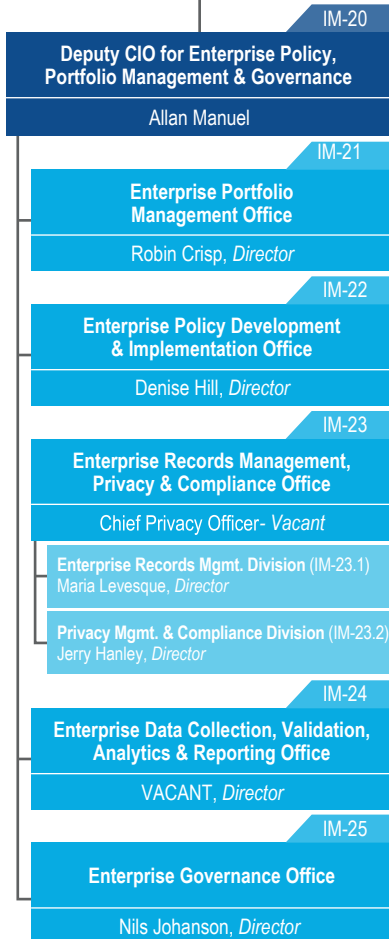 IM-20
Deputy CIO for Enterprise Policy,
Portfolio Management & Governance
Allan Manuel
IM-21
Enterprise Portfolio
Management Office
Robin Crisp, Director
IM-22
Enterprise Policy Development
& Implementation Office
Denise Hill, Director
IM-23
Enterprise Records Management,
Privacy & Compliance Office
Chief Privacy Officer- Vacant
Enterprise Records Mgmt. Division (IM-23.1)
Maria Levesque, Director
Privacy Mgmt. & Compliance Division (IM-23.2)
Jerry Hanley, Director
IM-24
Enterprise Data Collection, Validation,
Analytics & Reporting Office
VACANT, Director
IM-25
Enterprise Governance Office
Nils Johanson, Director